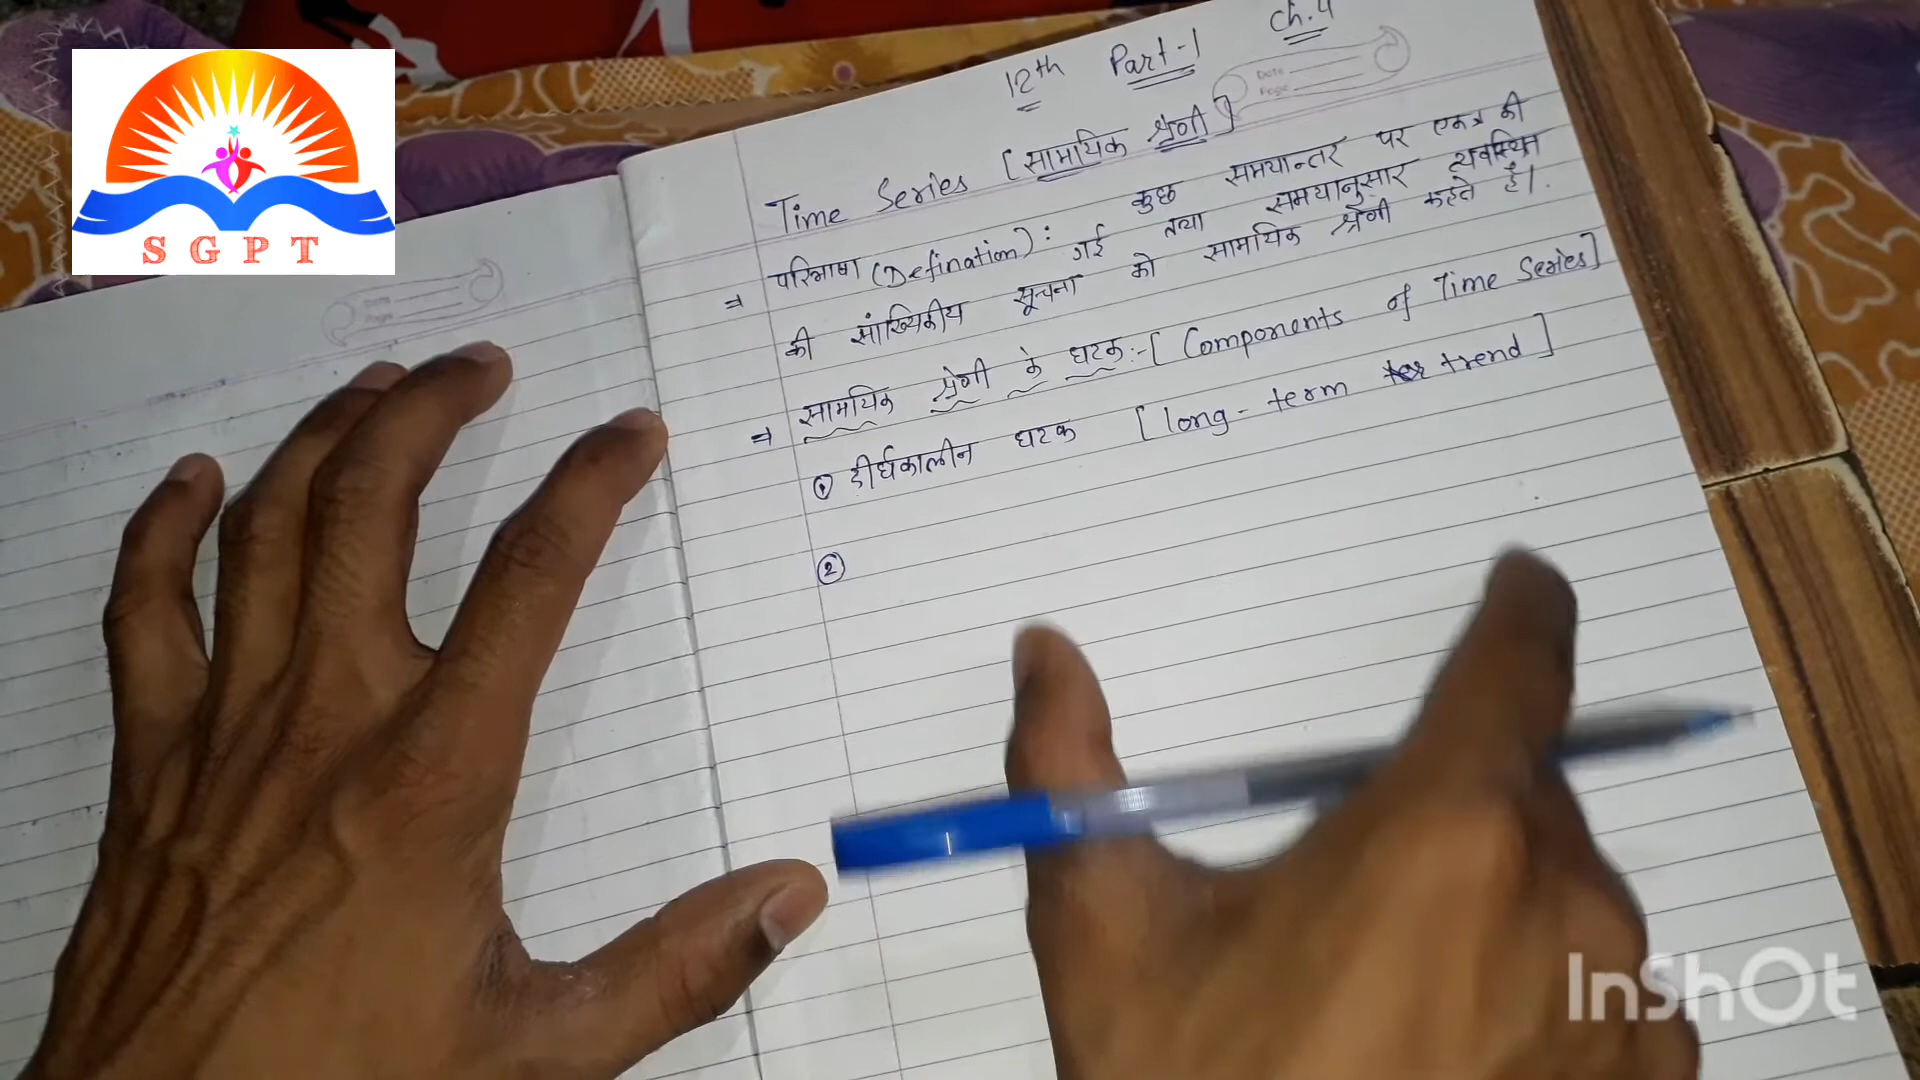 SGPT
12th Part-1 Ch.4
Time Series [सामयिक श्रेणी]
⇒ परिभाषा (Defination): कुछ समयान्तर पर एकत्र की
गई तथा समयानुसार व्यवस्थित
की सांख्यिकीय सूचना को सामयिक श्रेणी कहते हैं।.
⇒ सामयिक श्रेणी के घटक:-[Components of Time Series]
① दीर्घकालीन घटक [long-term trend]
②
Date
Page
Date
Page
InShOt